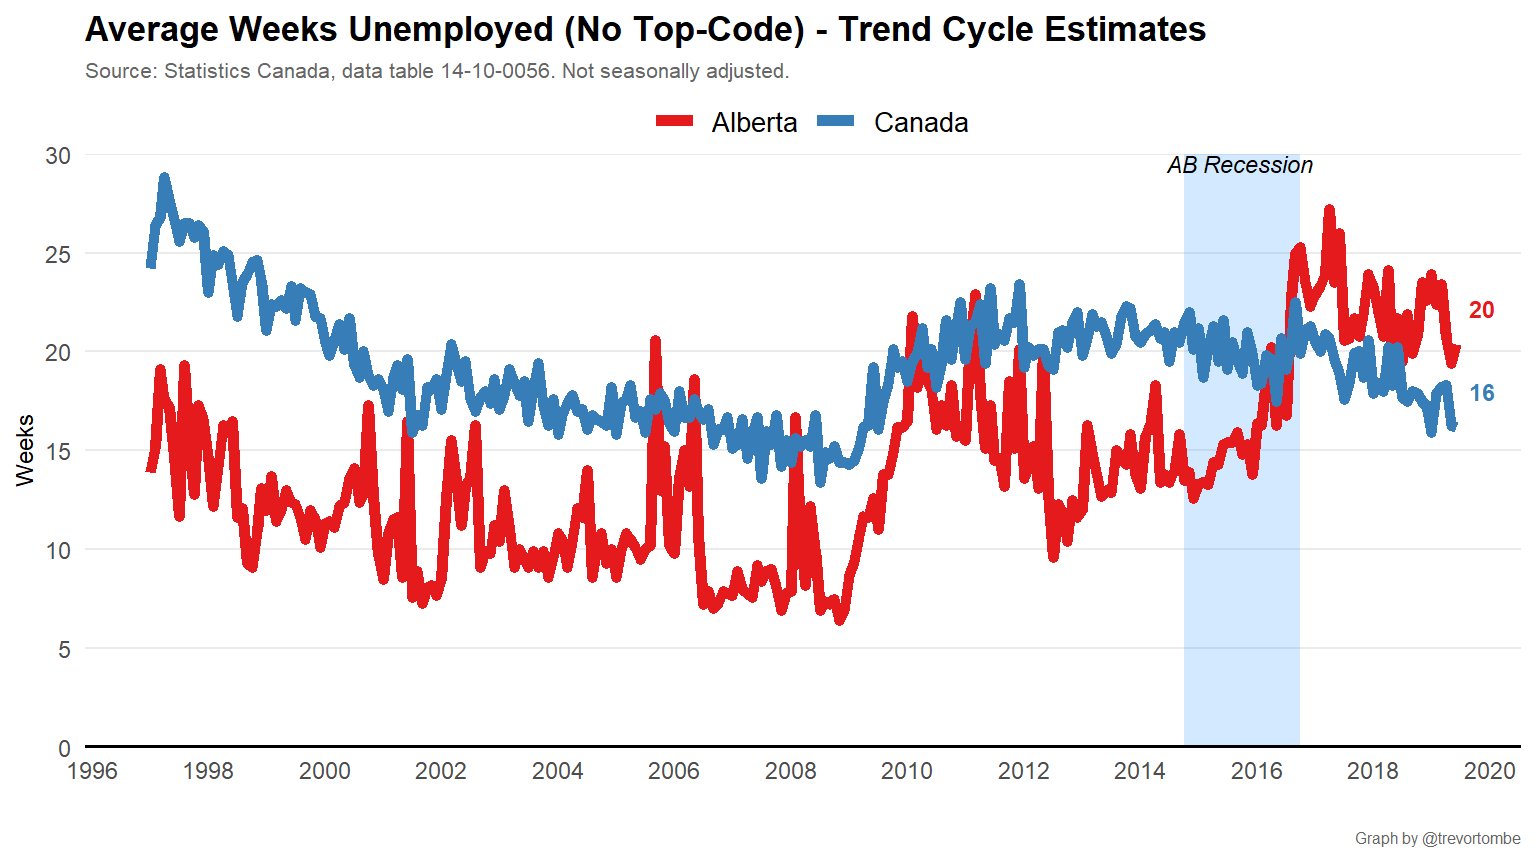 Average Weeks Unemployed (No Top-Code) - Trend Cycle Estimates
Source: Statistics Canada, data table 14-10-0056. Not seasonally adjusted.
Alberta Canada
AB Recession
Weeks
30
25
20
15
10
5
0
20
16
1996 1998 2000 2002 2004 2006 2008 2010 2012 2014 2016 2018 2020
Graph by @trevortombe